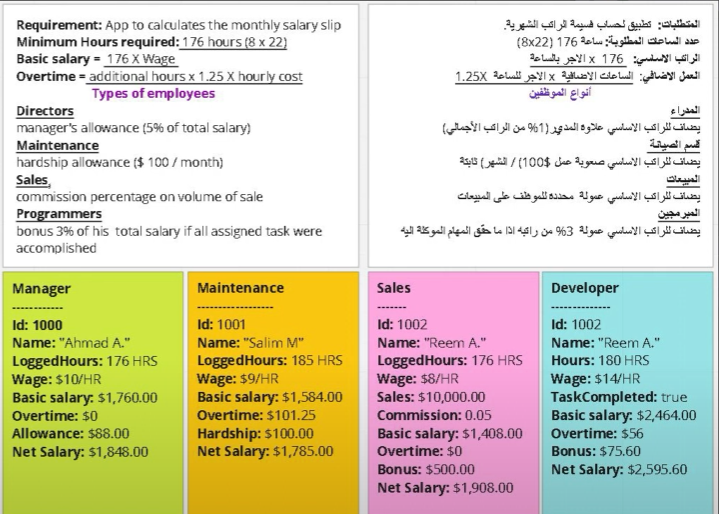 Requirement: App to calculates the monthly salary slip
Minimum Hours required: 176 hours (8 x 22)
Basic salary = 176 X Wage
Overtime = additional hours x 1.25 X hourly cost
Types of employees
Directors
manager's allowance (5% of total salary)
Maintenance
hardship allowance ($ 100 / month)
Sales,
commission percentage on volume of sale
Programmers
bonus 3% of his total salary if all assigned task were
accomplished
المتطلبات: تطبيق لحساب قسيمة الراتب الشهرية.
عدد الساعات المطلوبة: ساعة 176 (8x22)
الراتب الاساسي: 176 x الاجر بالساعة
العمل الاضافي: الساعات الاضافية x الاجر للساعة 1.25X
أنواع الموظفين
المدراء
يضاف للراتب الاساسي علاوة المدير (1% من الراتب الأجمالي)
قسم الصيانة
يضاف للراتب الاساسي صعوبة عمل $100) / الشهر) ثابتة
المبيعات
يضاف للراتب الاساسي عمولة محددة للموظف على المبيعات
المبرمجين
يضاف للراتب الاساسي عمولة 3% من راتبه اذا ما حقق المهام الموكلة اليه
Manager
------------
Id: 1000
Name: "Ahmad A."
LoggedHours: 176 HRS
Wage: $10/HR
Basic salary: $1,760.00
Overtime: $0
Allowance: $88.00
Net Salary: $1,848.00
Maintenance
------------------
Id: 1001
Name: "Salim M"
LoggedHours: 185 HRS
Wage: $9/HR
Basic salary: $1,584.00
Overtime: $101.25
Hardship: $100.00
Net Salary: $1,785.00
Sales
-------
Id: 1002
Name: "Reem A."
LoggedHours: 176 HRS
Wage: $8/HR
Sales: $10,000.00
Commission: 0.05
Basic salary: $1,408.00
Overtime: $0
Bonus: $500.00
Net Salary: $1,908.00
Developer
--------------
Id: 1002
Name: "Reem A."
Hours: 180 HRS
Wage: $14/HR
TaskCompleted: true
Basic salary: $2,464.00
Overtime: $56
Bonus: $75.60
Net Salary: $2,595.60